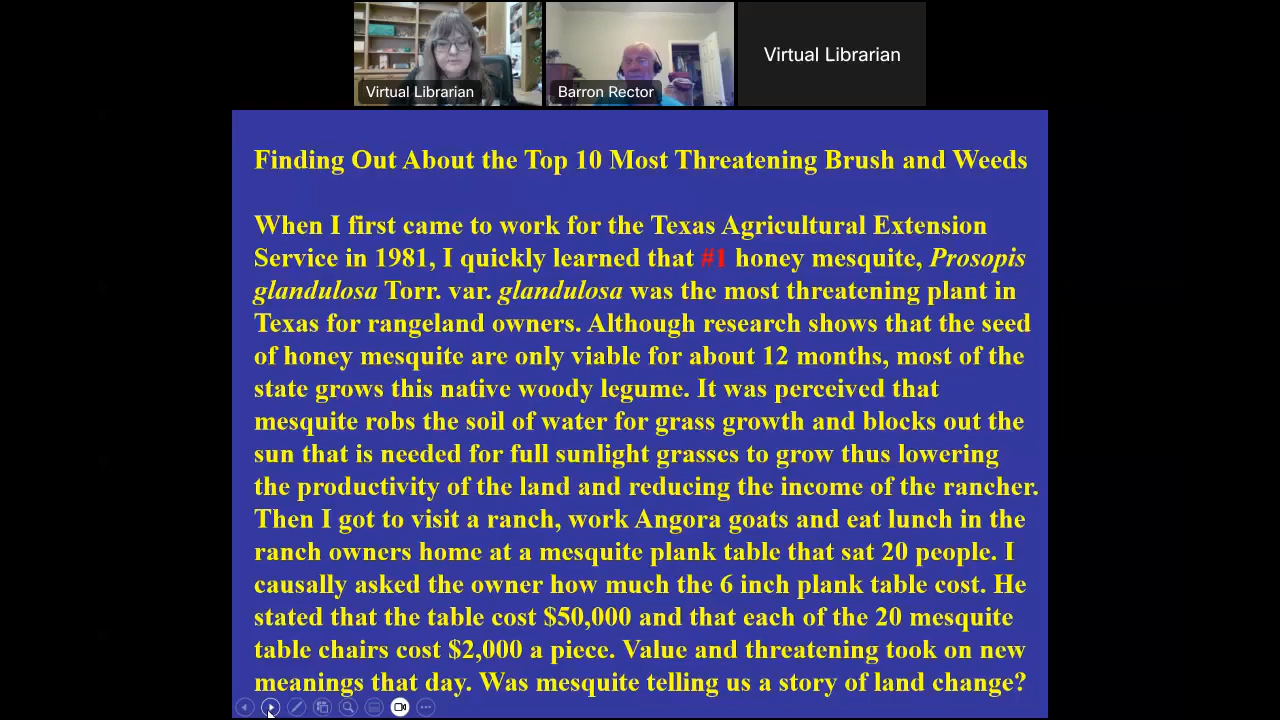 Virtual Librarian
Barron Rector
Virtual Librarian
Finding Out About the Top 10 Most Threatening Brush and Weeds
When I first came to work for the Texas Agricultural Extension
Service in 1981, I quickly learned that #1 honey mesquite, Prosopis
glandulosa Torr. var. glandulosa was the most threatening plant in
Texas for rangeland owners. Although research shows that the seed
of honey mesquite are only viable for about 12 months, most of the
state grows this native woody legume. It was perceived that
mesquite robs the soil of water for grass growth and blocks out the
sun that is needed for full sunlight grasses to grow thus lowering
the productivity of the land and reducing the income of the rancher.
Then I got to visit a ranch, work Angora goats and eat lunch in the
ranch owners home at a mesquite plank table that sat 20 people. I
causally asked the owner how much the 6 inch plank table cost. He
stated that the table cost $50,000 and that each of the 20 mesquite
table chairs cost $2,000 a piece. Value and threatening took on new
meanings that day. Was mesquite telling us a story of land change?